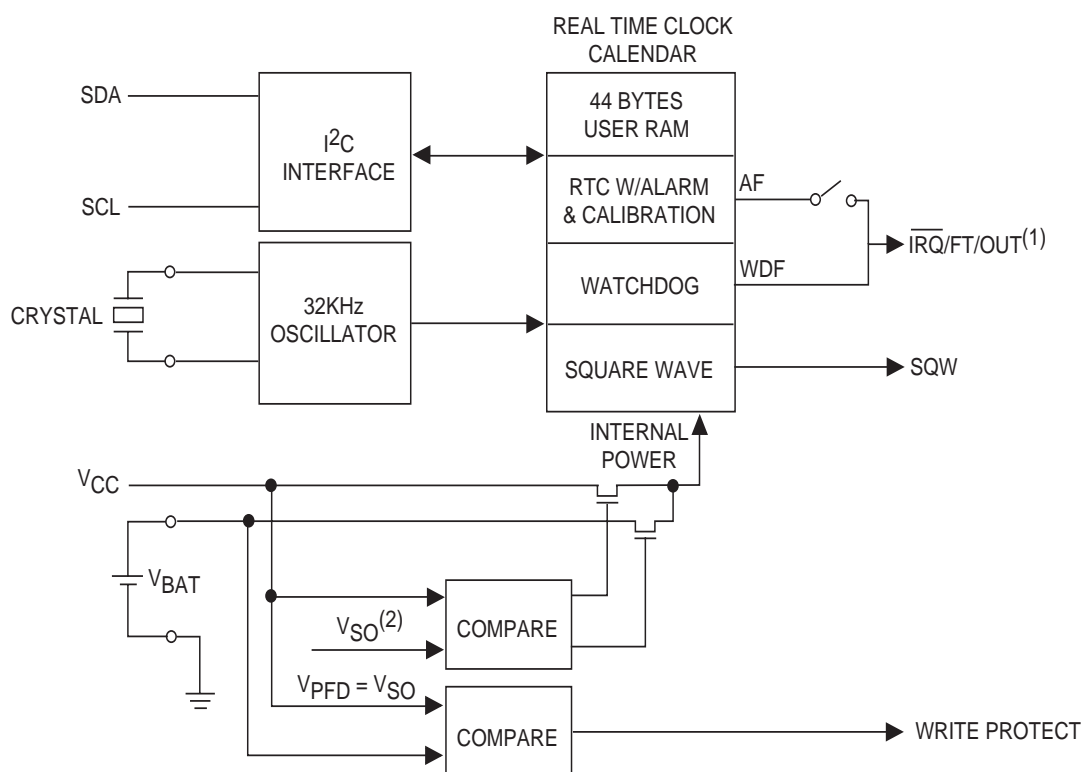 REAL TIME CLOCK
CALENDAR
SDA
SCL
I2C
INTERFACE
44 BYTES
USER RAM
RTC W/ALARM
& CALIBRATION
AF
IRQ/FT/OUT(1)
WATCHDOG
WDF
CRYSTAL
32KHz
OSCILLATOR
SQUARE WAVE
SQW
INTERNAL
POWER
VCC
VBAT
VSO(2)
COMPARE
VPFD = VSO
COMPARE
WRITE PROTECT